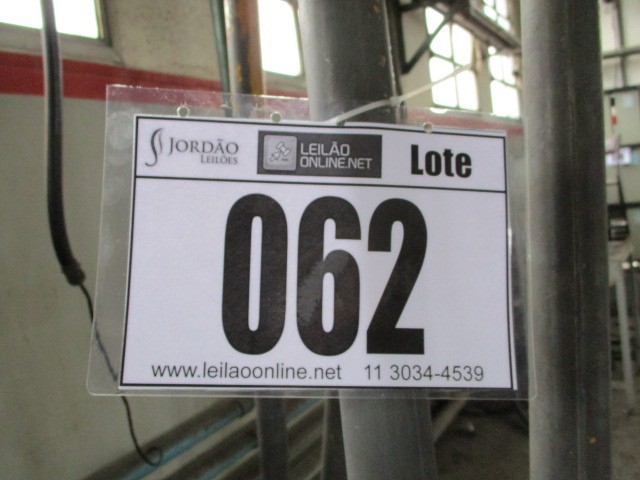 JORDÃO LEILÕES LEILÃO ONLINE.NET Lote
062
www.leilaoonline.net 11 3034-4539